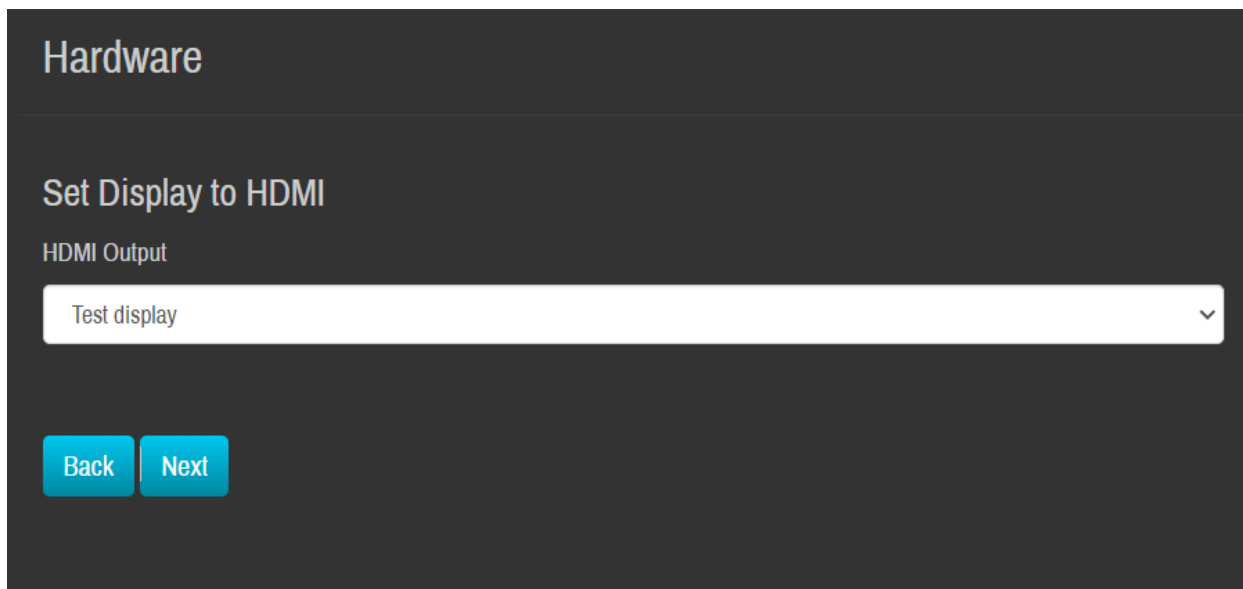 Hardware
Set Display to HDMI
HDMI Output
Test display
Back Next